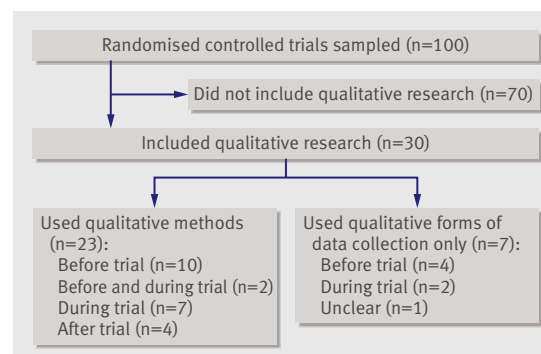 Randomised controlled trials sampled (n=100)
Did not include qualitative research (n=70)
Included qualitative research (n=30)
Used qualitative methods
(n=23):
Before trial (n=10)
Before and during trial (n=2)
During trial (n=7)
After trial (n=4)
Used qualitative forms of
data collection only (n=7):
Before trial (n=4)
During trial (n=2)
Unclear (n=1)